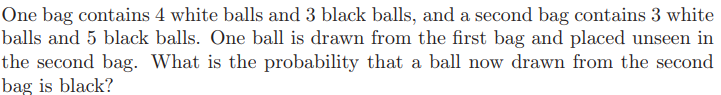 One bag contains 4 white balls and 3 black balls, and a second bag contains 3 white
balls and 5 black balls. One ball is drawn from the first bag and placed unseen in
the second bag. What is the probability that a ball now drawn from the second
bag is black?